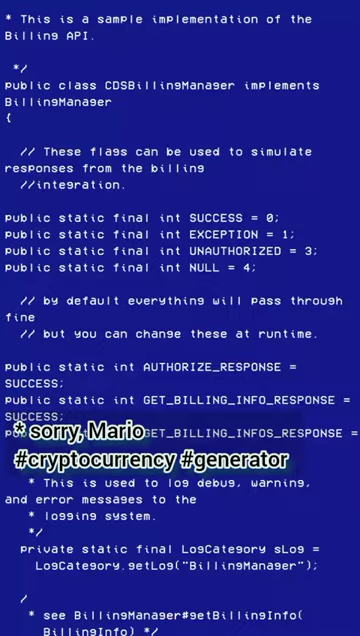 * This is a sample implementation of the
Billing API.
*/
public class CDSBillingManager implements
BillingManager
{
// These flags can be used to simulate
responses from the billing
//integration.
public static final int SUCCESS = 0;
public static final int EXCEPTION = 1;
public static final int UNAUTHORIZED = 3;
public static final int NULL = 4;
// by default everything will pass through
fine
// but you can change these at runtime.
public static int AUTHORIZE_RESPONSE =
SUCCESS;
public static int GET_BILLING_INFO_RESPONSE =
SUCCESS;
* sorry, Mario
GET_BILLING_INFOS_RESPONSE =
#cryptocurrency #generator
* This is used to log debug, warning,
and error messages to the
* logging system.
*/
private static final LogCategory sLog =
LogCategory.getLog("BillingManager");
/
* see BillingManager#getBillingInfo(
BillingInfo) */